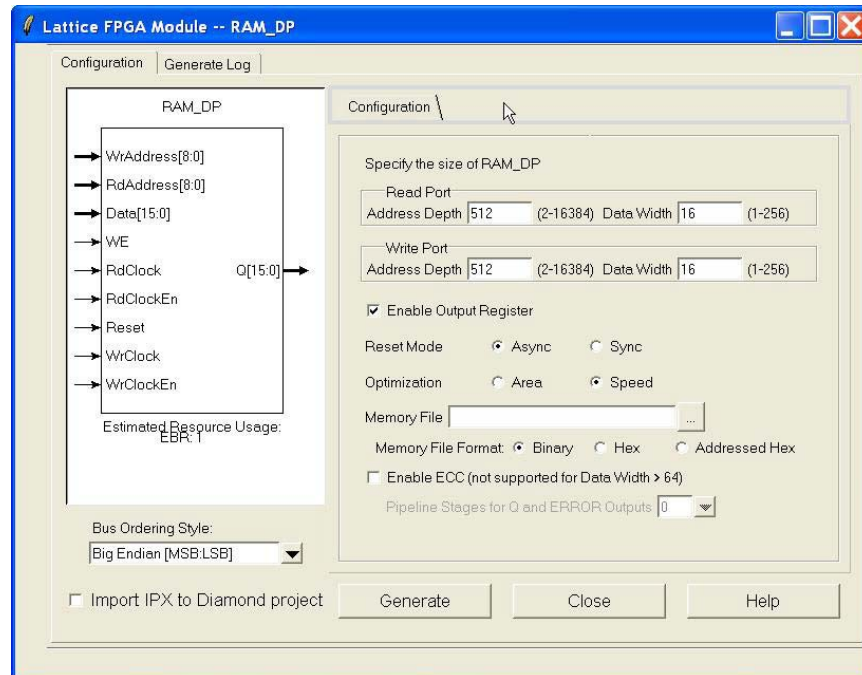 Lattice FPGA Module -- RAM_DP
Configuration Generate Log
RAM_DP
WrAddress[8:0]
RdAddress[8:0]
Data[15:0]
WE
RdClock Q[15:0]
RdClockEn
Reset
WrClock
WrClockEn
Estimated Resource Usage:
EBR: 1
Bus Ordering Style:
Big Endian [MSB:LSB]
Import IPX to Diamond project
Configuration
Specify the size of RAM_DP
Read Port
Address Depth 512 (2-16384) Data Width 16 (1-256)
Write Port
Address Depth 512 (2-16384) Data Width 16 (1-256)
Enable Output Register
Reset Mode Async Sync
Optimization Area Speed
Memory File ...
Memory File Format: Binary Hex Addressed Hex
Enable ECC (not supported for Data Width > 64)
Pipeline Stages for Q and ERROR Outputs 0
Generate Close Help